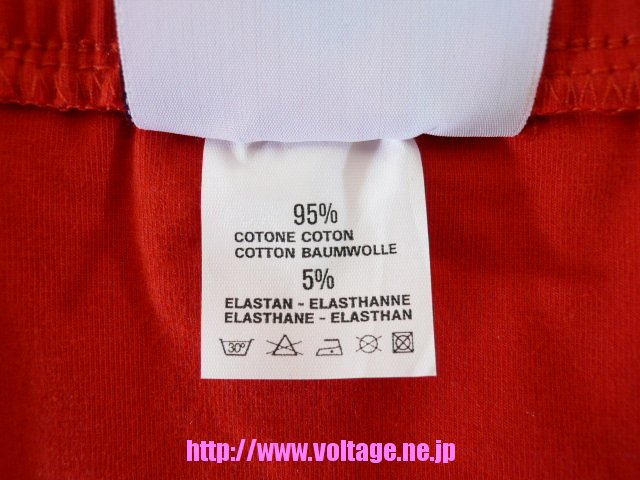 95%
COTONE COTON
COTTON BAUMWOLLE
5%
ELASTAN - ELASTHANNE
ELASTHANE - ELASTHAN
30°
http://www.voltage.ne.jp